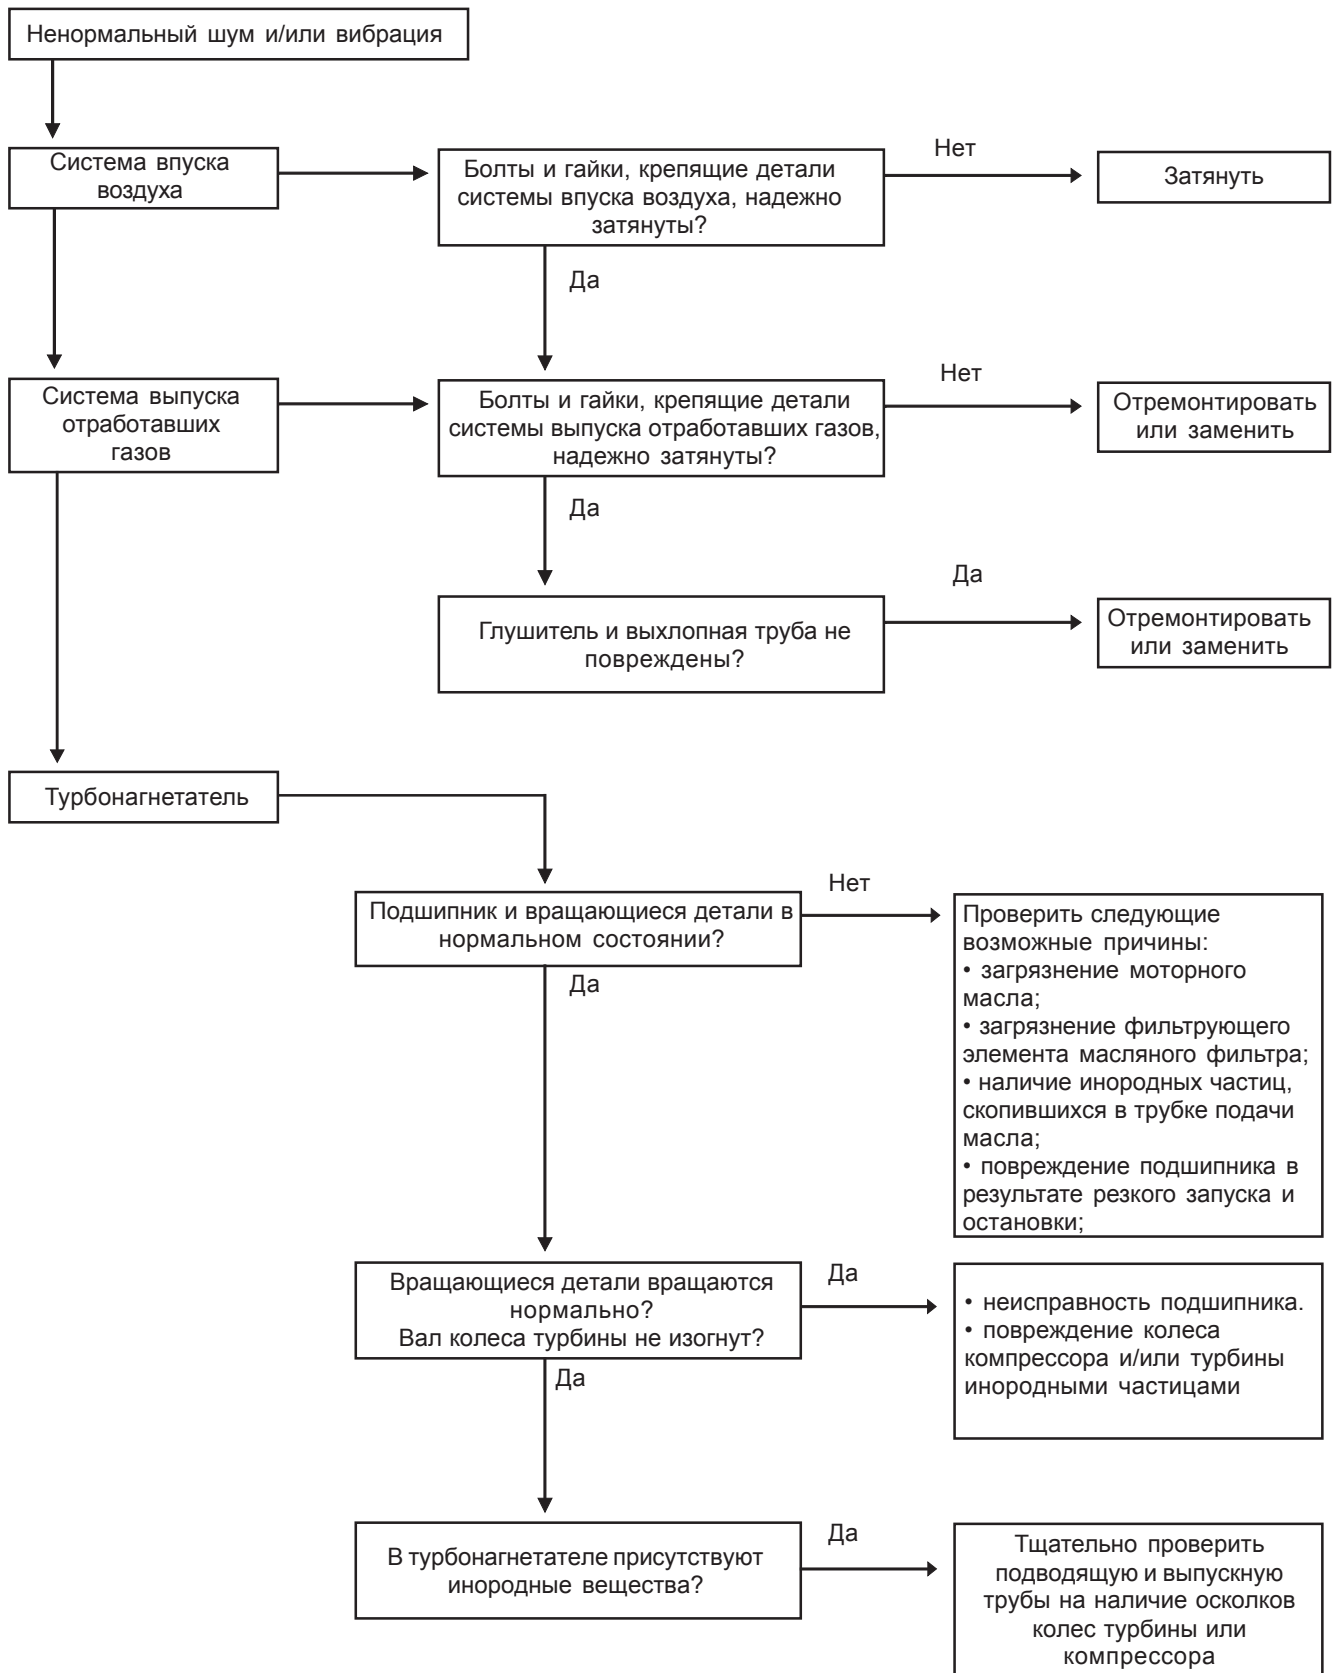 Ненормальный шум и/или вибрация
Система впуска
воздуха
Болты и гайки, крепящие детали
системы впуска воздуха, надежно
затянуты?
Нет
Затянуть
Да
Система выпуска
отработавших
газов
Болты и гайки, крепящие детали
системы выпуска отработавших газов,
надежно затянуты?
Нет
Отремонтировать
или заменить
Да
Глушитель и выхлопная труба не
повреждены?
Да
Отремонтировать
или заменить
Турбонагнетатель
Подшипник и вращающиеся детали в
нормальном состоянии?
Нет
Проверить следующие
возможные причины:
• загрязнение моторного
масла;
• загрязнение фильтрующего
элемента масляного фильтра;
• наличие инородных частиц,
скопившихся в трубке подачи
масла;
• повреждение подшипника в
результате резкого запуска и
остановки;
Да
Вращающиеся детали вращаются
нормально?
Вал колеса турбины не изогнут?
Да
• неисправность подшипника.
• повреждение колеса
компрессора и/или турбины
инородными частицами
Да
В турбонагнетателе присутствуют
инородные вещества?
Да
Тщательно проверить
подводящую и выпускную
трубы на наличие осколков
колес турбины или
компрессора